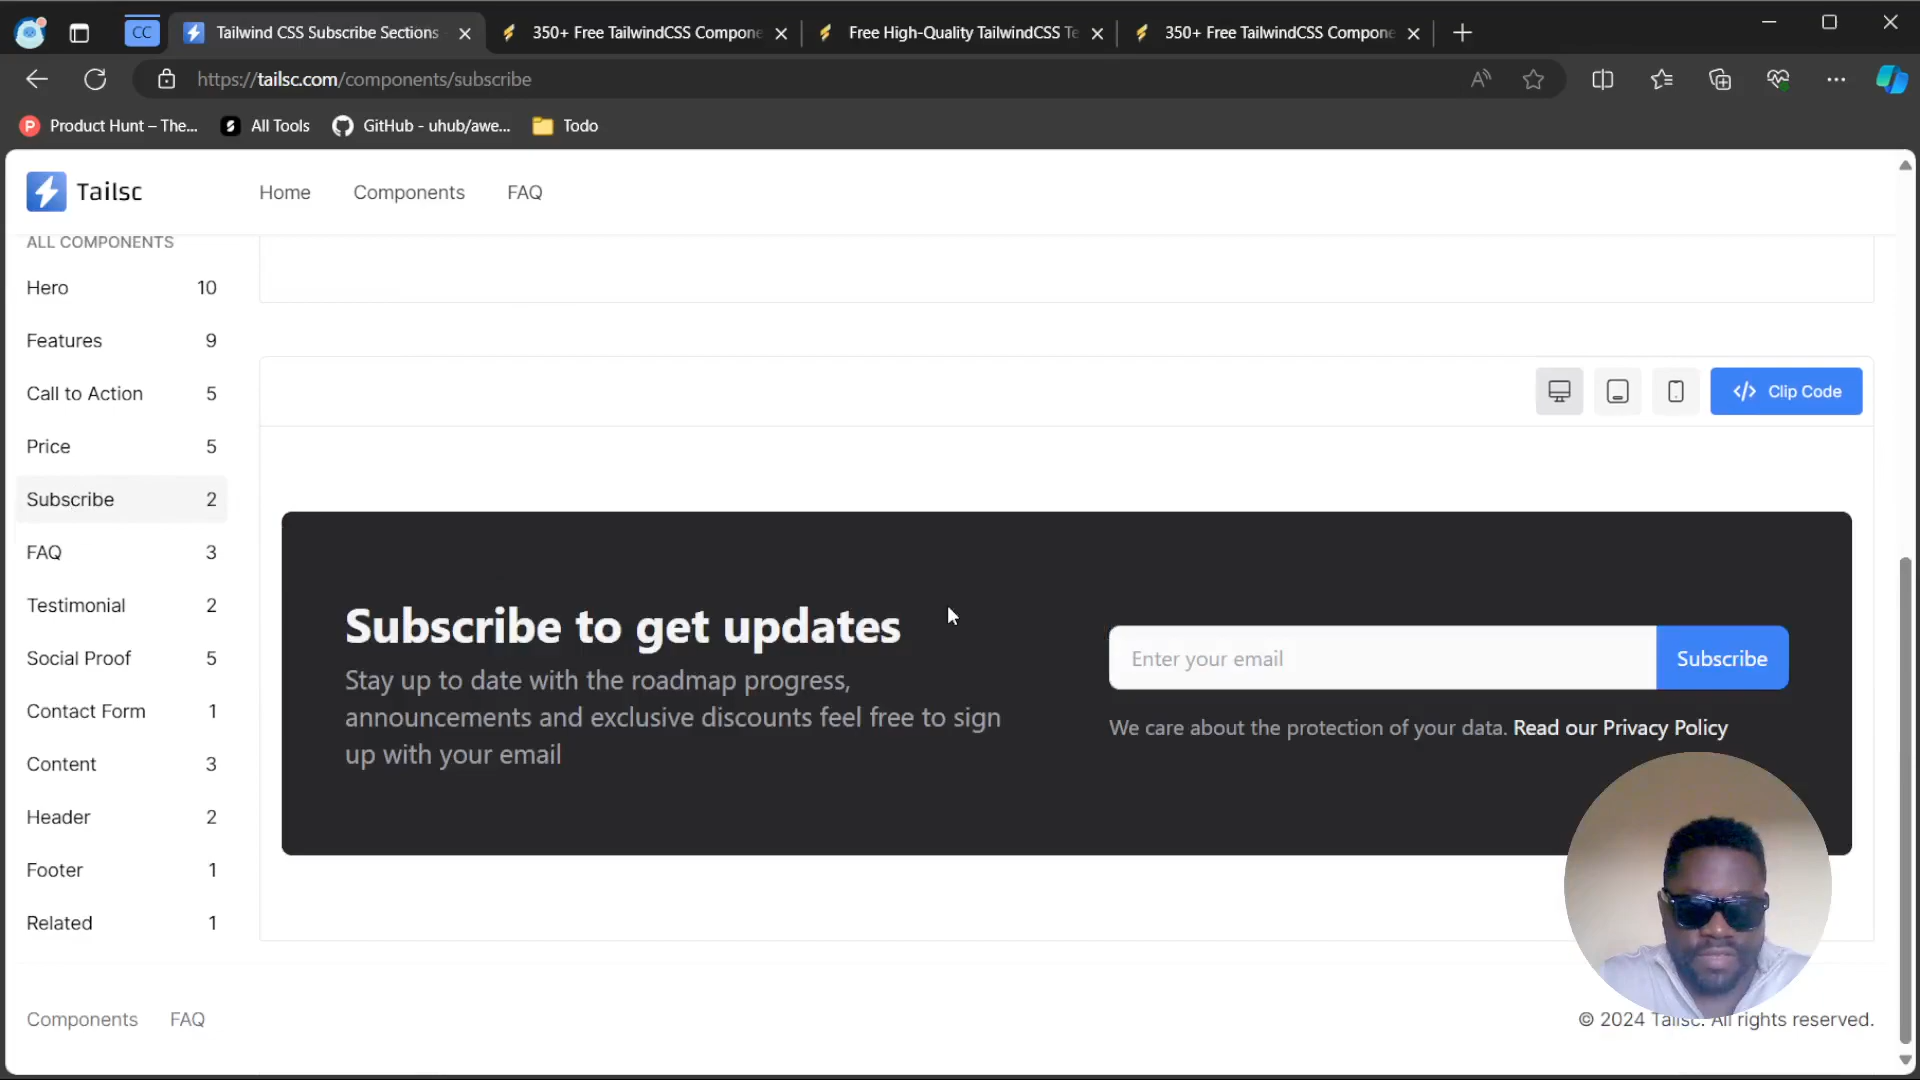 CC
Tailwind CSS Subscribe Sections
350+ Free TailwindCSS Compone
Free High-Quality TailwindCSS Te
350+ Free TailwindCSS Compone
https://tailsc.com/components/subscribe
Product Hunt – The...
All Tools
GitHub - uhub/awe...
Todo
Tailsc
Home
Components
FAQ
ALL COMPONENTS
Hero 10
Features 9
Call to Action 5
Price 5
Subscribe 2
FAQ 3
Testimonial 2
Social Proof 5
Contact Form 1
Content 3
Header 2
Footer 1
Related 1
Clip Code
Subscribe to get updates
Stay up to date with the roadmap progress,
announcements and exclusive discounts feel free to sign
up with your email
Enter your email
Subscribe
We care about the protection of your data. Read our Privacy Policy
Components
FAQ
© 2024 Tailsc. All rights reserved.